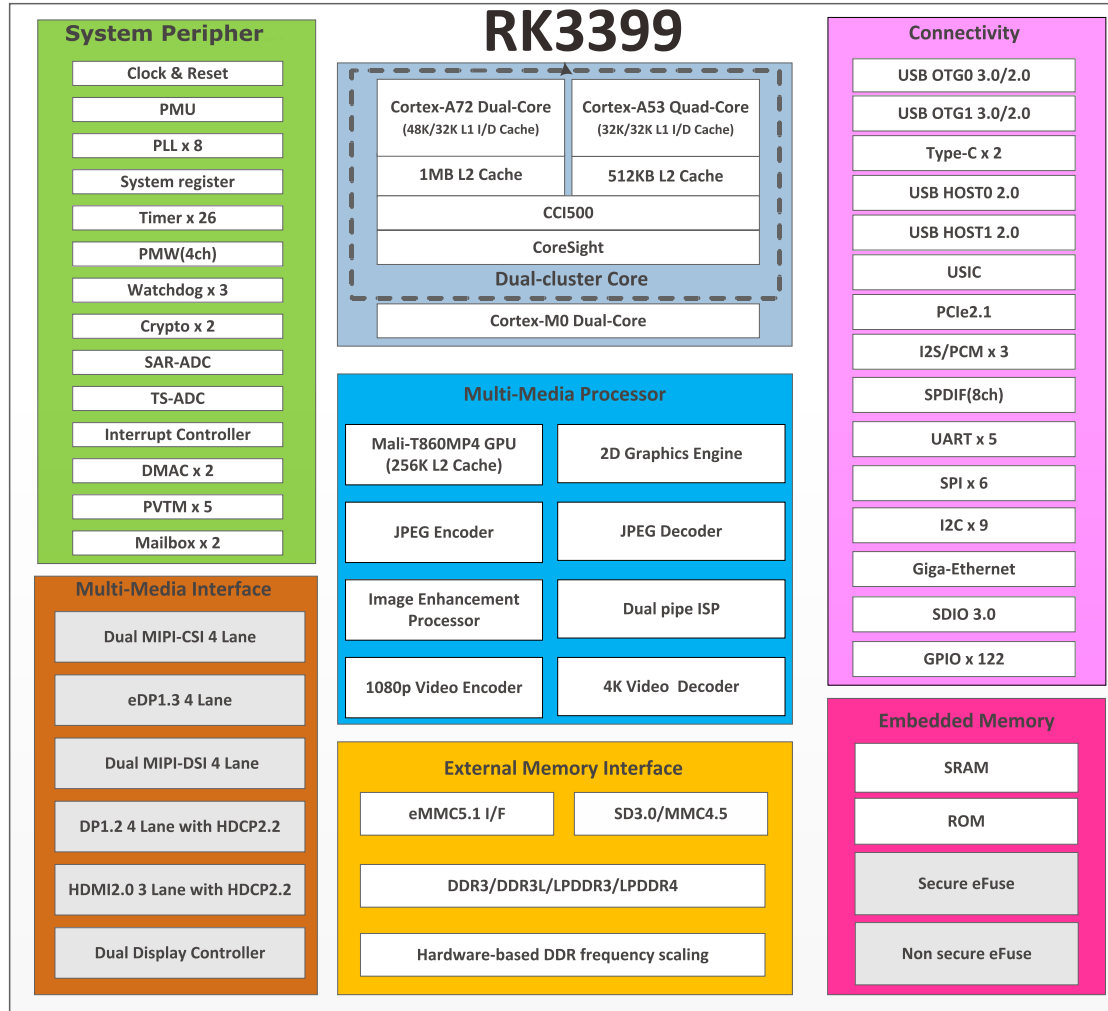 RK3399
System Peripher
Clock & Reset
PMU
PLL x 8
System register
Timer x 26
PMW(4ch)
Watchdog x 3
Crypto x 2
SAR-ADC
TS-ADC
Interrupt Controller
DMAC x 2
PVTM x 5
Mailbox x 2
Multi-Media Interface
Dual MIPI-CSI 4 Lane
eDP1.3 4 Lane
Dual MIPI-DSI 4 Lane
DP1.2 4 Lane with HDCP2.2
HDMI2.0 3 Lane with HDCP2.2
Dual Display Controller
Cortex-A72 Dual-Core
(48K/32K L1 I/D Cache)
1MB L2 Cache
Cortex-A53 Quad-Core
(32K/32K L1 I/D Cache)
512KB L2 Cache
CCI500
CoreSight
Dual-cluster Core
Cortex-M0 Dual-Core
Multi-Media Processor
Mali-T860MP4 GPU
(256K L2 Cache)
2D Graphics Engine
JPEG Encoder
JPEG Decoder
Image Enhancement
Processor
Dual pipe ISP
1080p Video Encoder
4K Video Decoder
External Memory Interface
eMMC5.1 I/F
SD3.0/MMC4.5
DDR3/DDR3L/LPDDR3/LPDDR4
Hardware-based DDR frequency scaling
Connectivity
USB OTG0 3.0/2.0
USB OTG1 3.0/2.0
Type-C x 2
USB HOST0 2.0
USB HOST1 2.0
USIC
PCIe2.1
I2S/PCM x 3
SPDIF(8ch)
UART x 5
SPI x 6
I2C x 9
Giga-Ethernet
SDIO 3.0
GPIO x 122
Embedded Memory
SRAM
ROM
Secure eFuse
Non secure eFuse